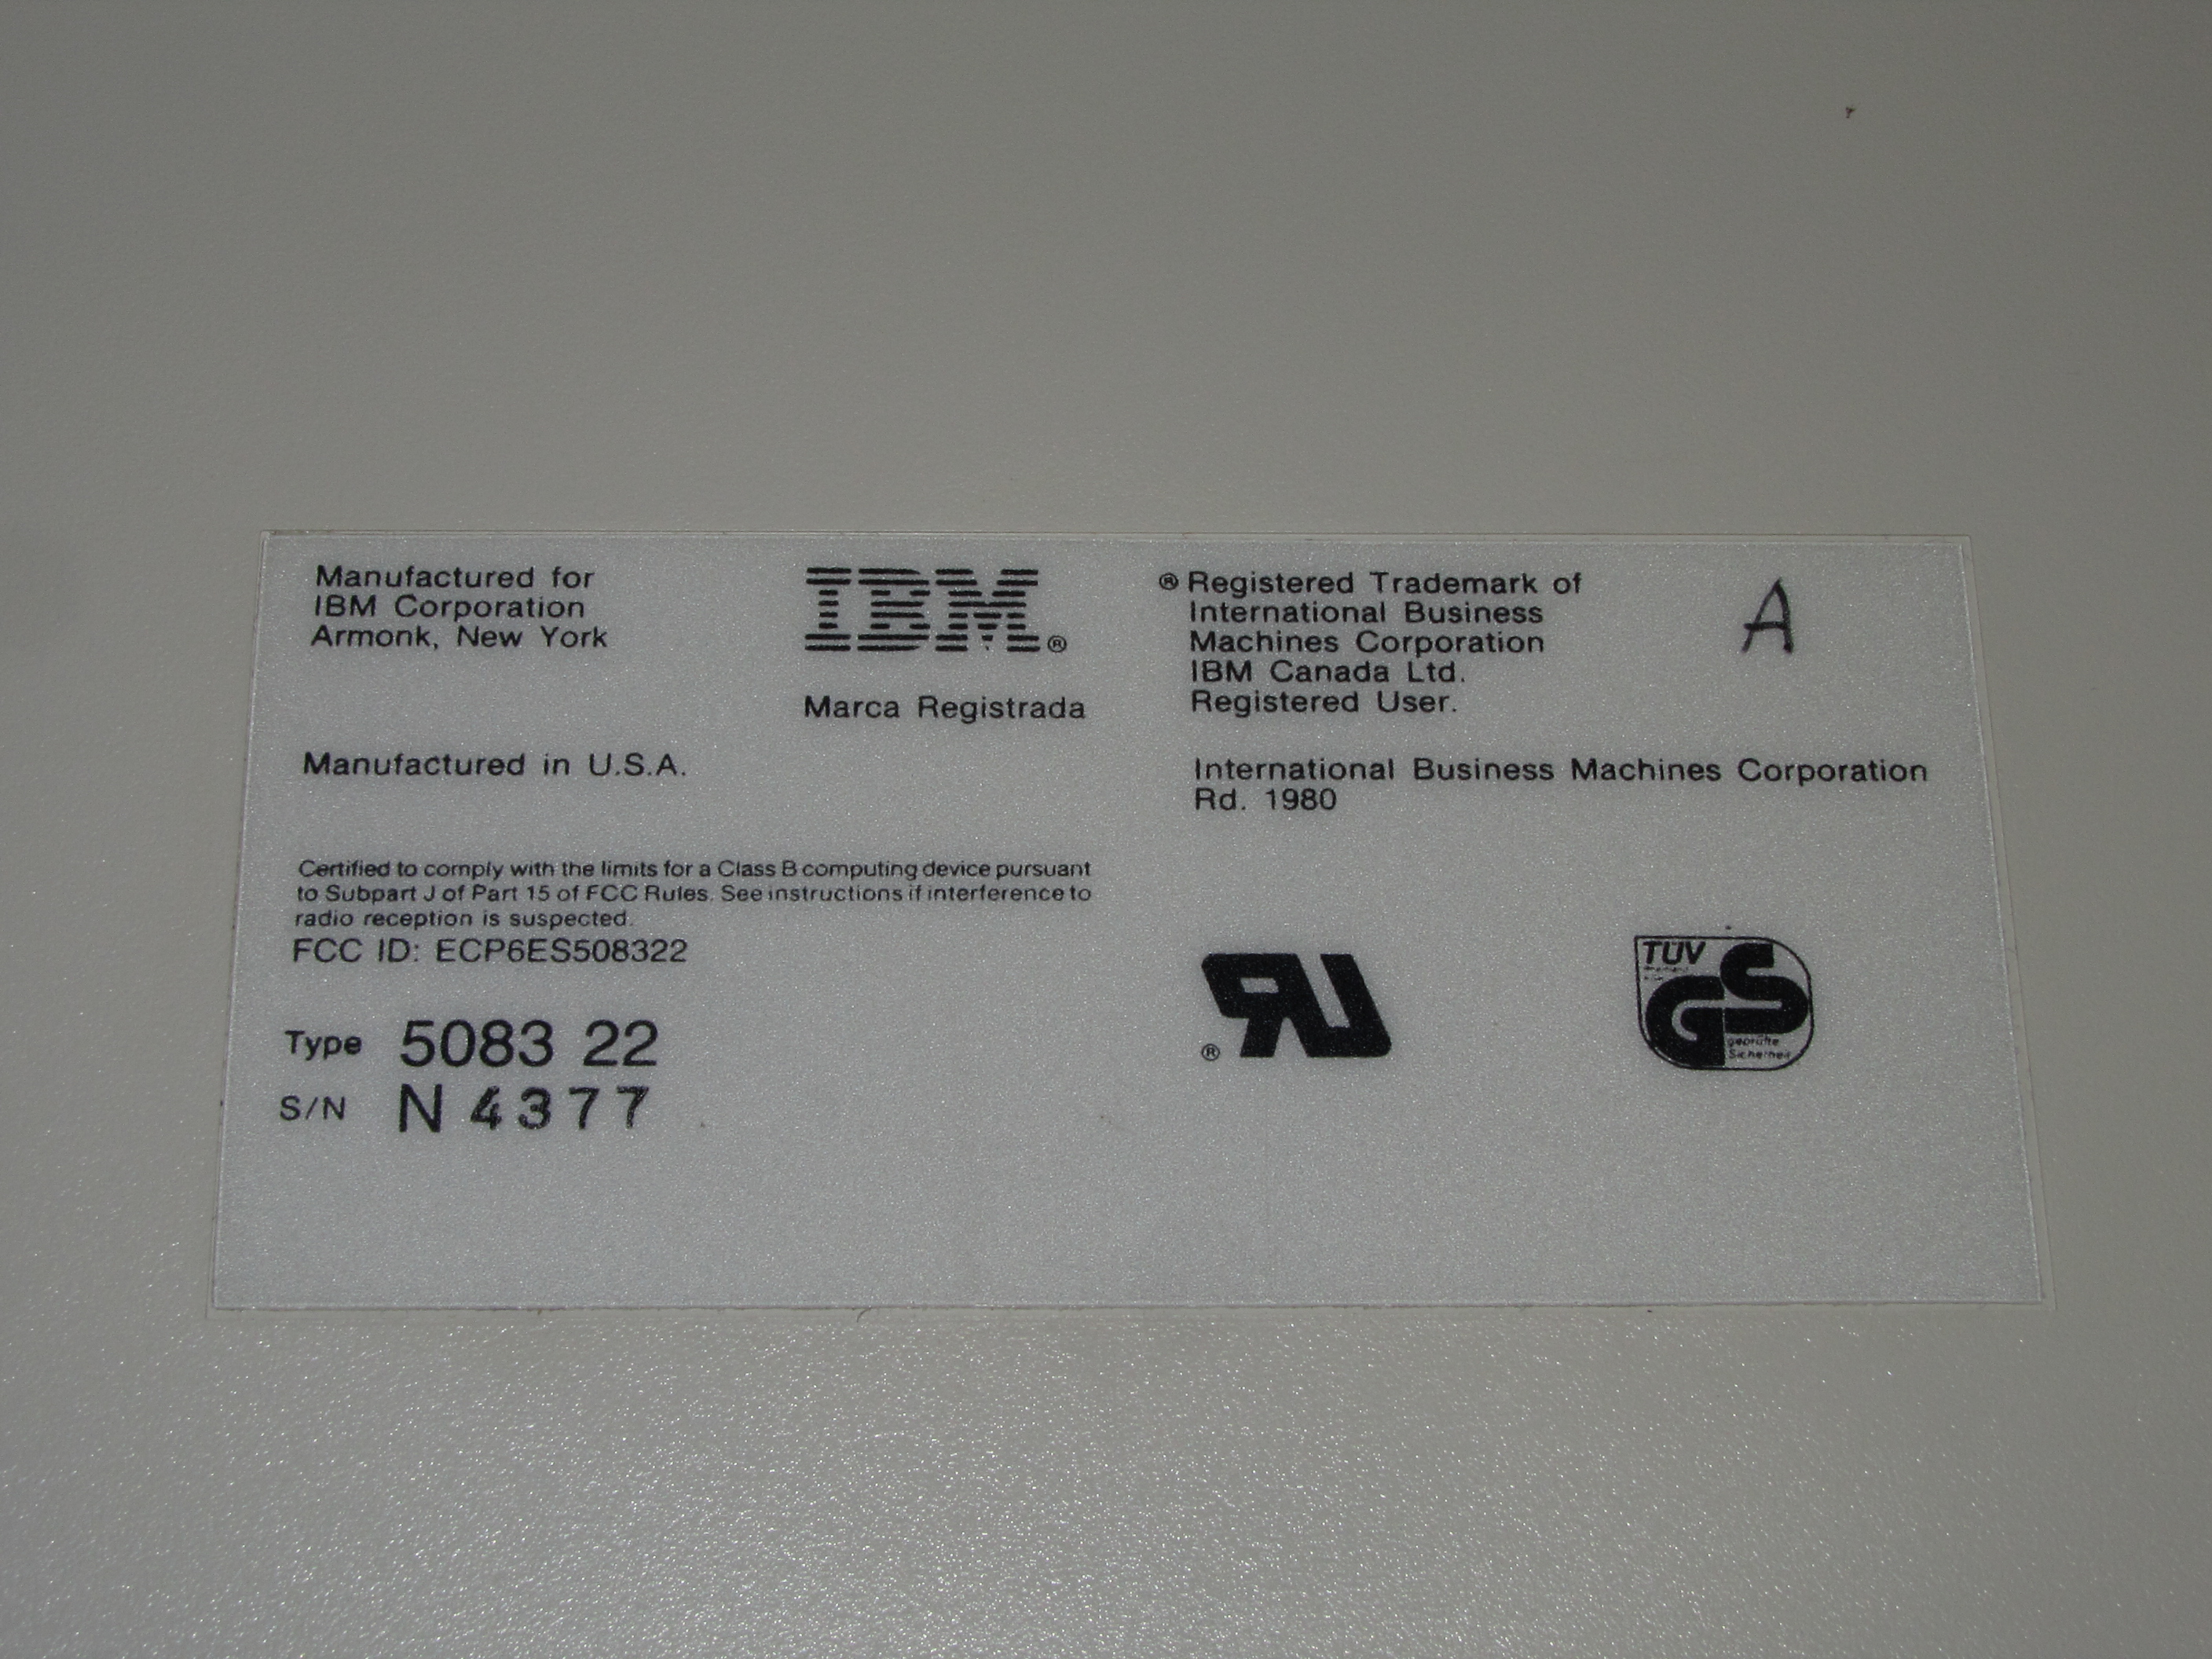 Manufactured for
IBM Corporation
Armonk, New York
IBM®
Marca Registrada
® Registered Trademark of
International Business
Machines Corporation
IBM Canada Ltd.
Registered User.
A
Manufactured in U.S.A.
International Business Machines Corporation
Rd. 1980
Certified to comply with the limits for a Class B computing device pursuant
to Subpart J of Part 15 of FCC Rules. See instructions if interference to
radio reception is suspected.
FCC ID: ECP6ES508322
Type 5083 22
S/N N 4377
RU ®
TÜV
GS
geprüfte
Sicherheit